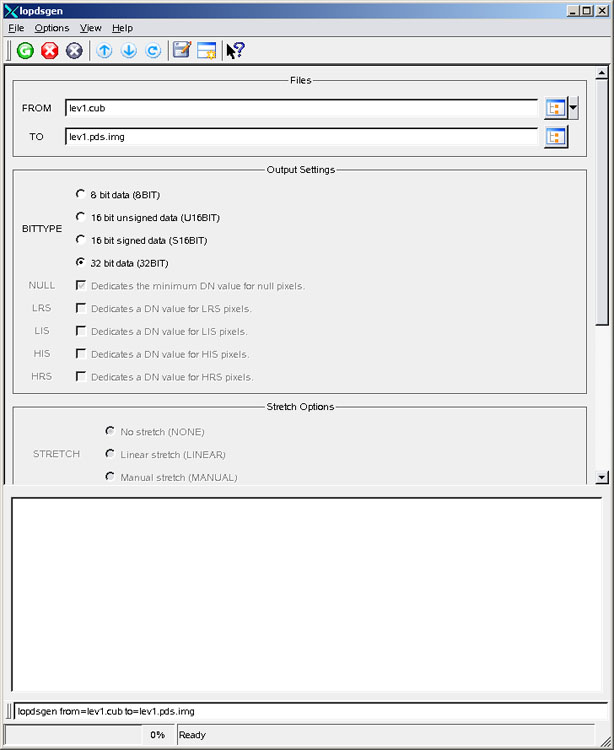 lopdsgen
File Options View Help
Files
FROM lev1.cub
TO lev1.pds.img
Output Settings
8 bit data (8BIT)
16 bit unsigned data (U16BIT)
BITTYPE
16 bit signed data (S16BIT)
32 bit data (32BIT)
NULL Dedicates the minimum DN value for null pixels.
LRS Dedicates a DN value for LRS pixels.
LIS Dedicates a DN value for LIS pixels.
HIS Dedicates a DN value for HIS pixels.
HRS Dedicates a DN value for HRS pixels.
Stretch Options
No stretch (NONE)
STRETCH Linear stretch (LINEAR)
Manual stretch (MANUAL)
lopdsgen from=lev1.cub to=lev1.pds.img
0% Ready